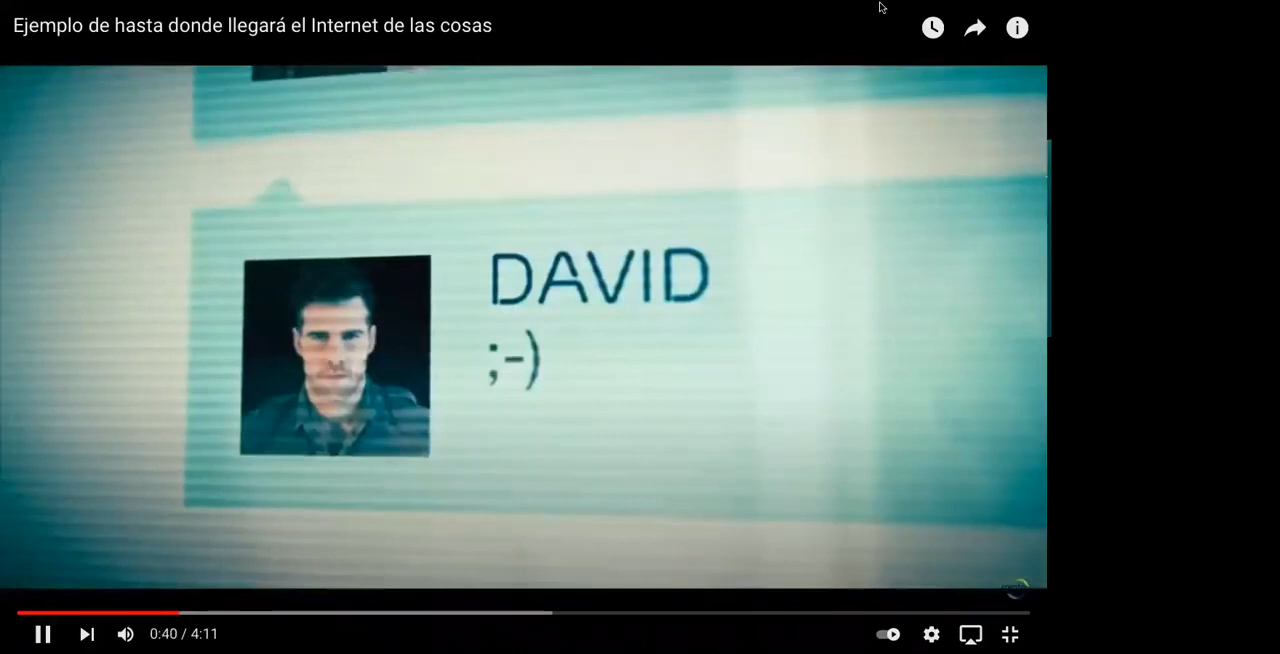 Ejemplo de hasta donde llegará el Internet de las cosas
DAVID
;-)
0:40 / 4:11